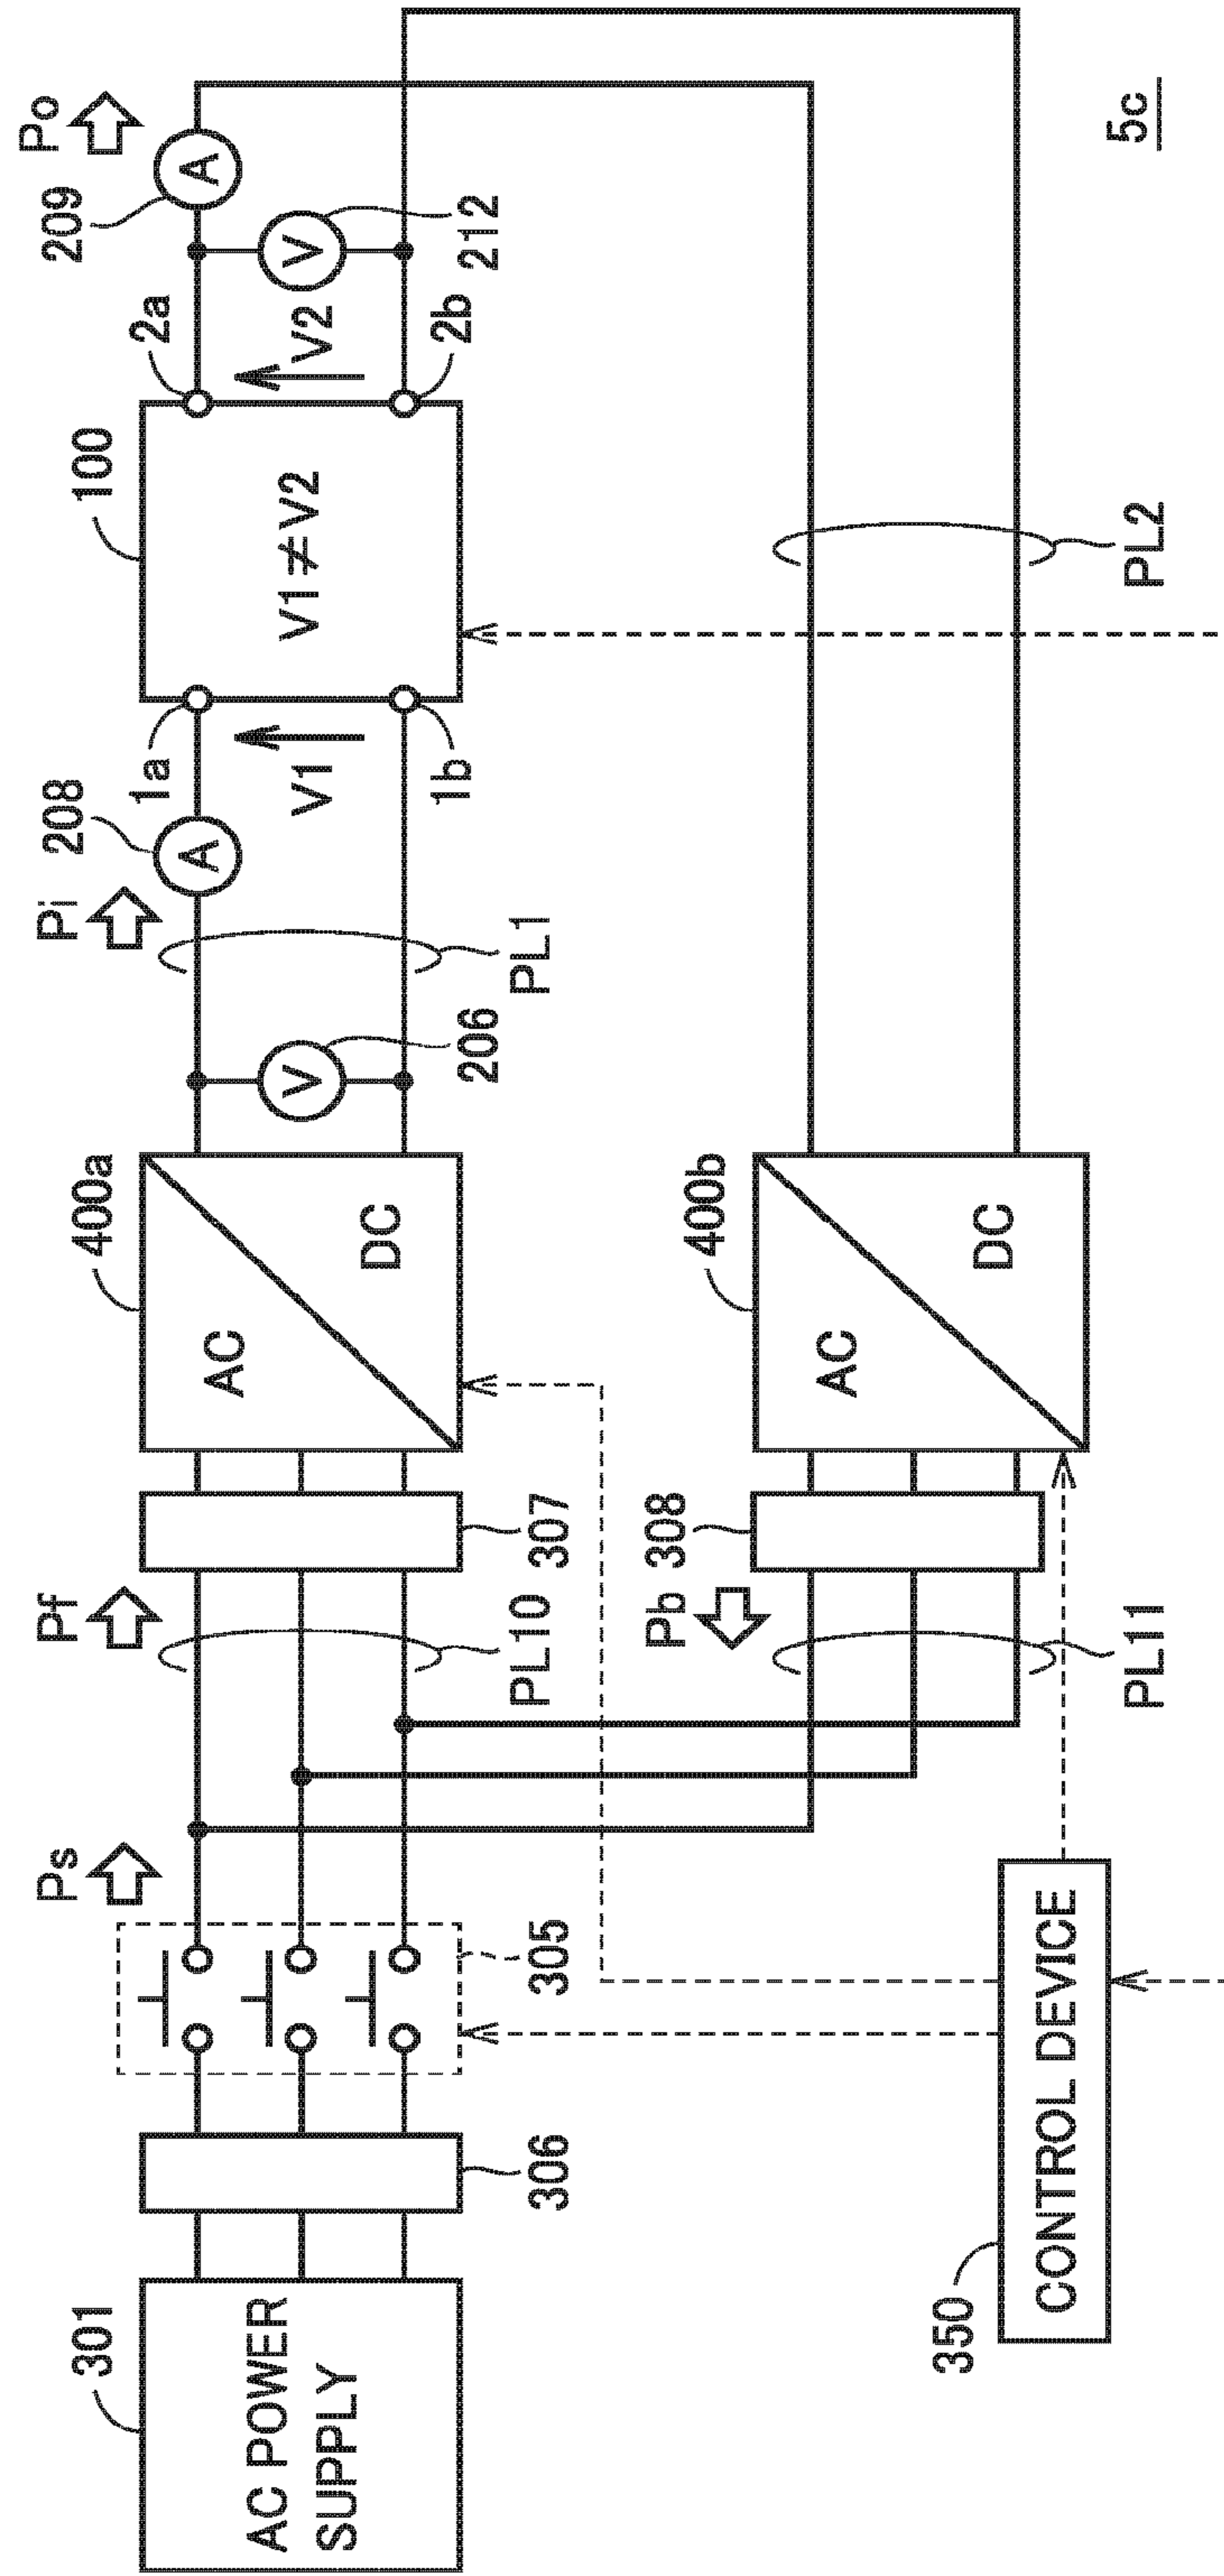 301
AC POWER
SUPPLY
306
305
Ps
Pf
PL10
307
400a
AC
DC
206
PL1
Pi
208
A
V
1a
V1
1b
100
V1≠V2
2a
V2
2b
209
Po
A
V
212
PL2
350
CONTROL DEVICE
Pb
308
PL11
400b
AC
DC
5c